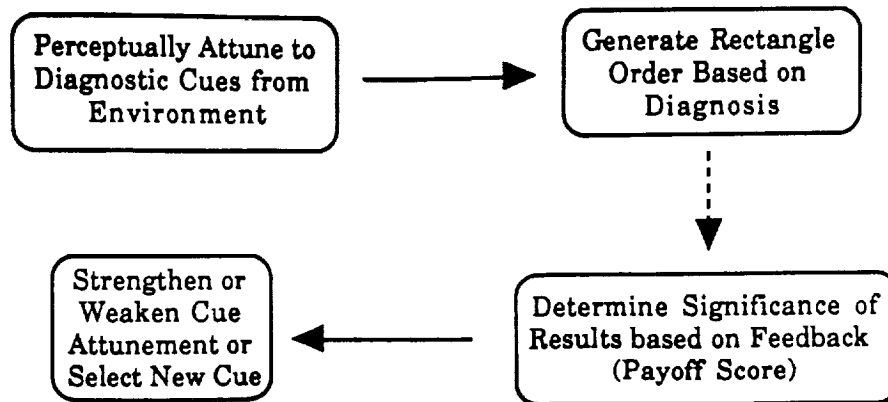 Perceptually Attune to
Diagnostic Cues from
Environment
Generate Rectangle
Order Based on
Diagnosis
Determine Significance of
Results based on Feedback
(Payoff Score)
Strengthen or
Weaken Cue
Attunement or
Select New Cue